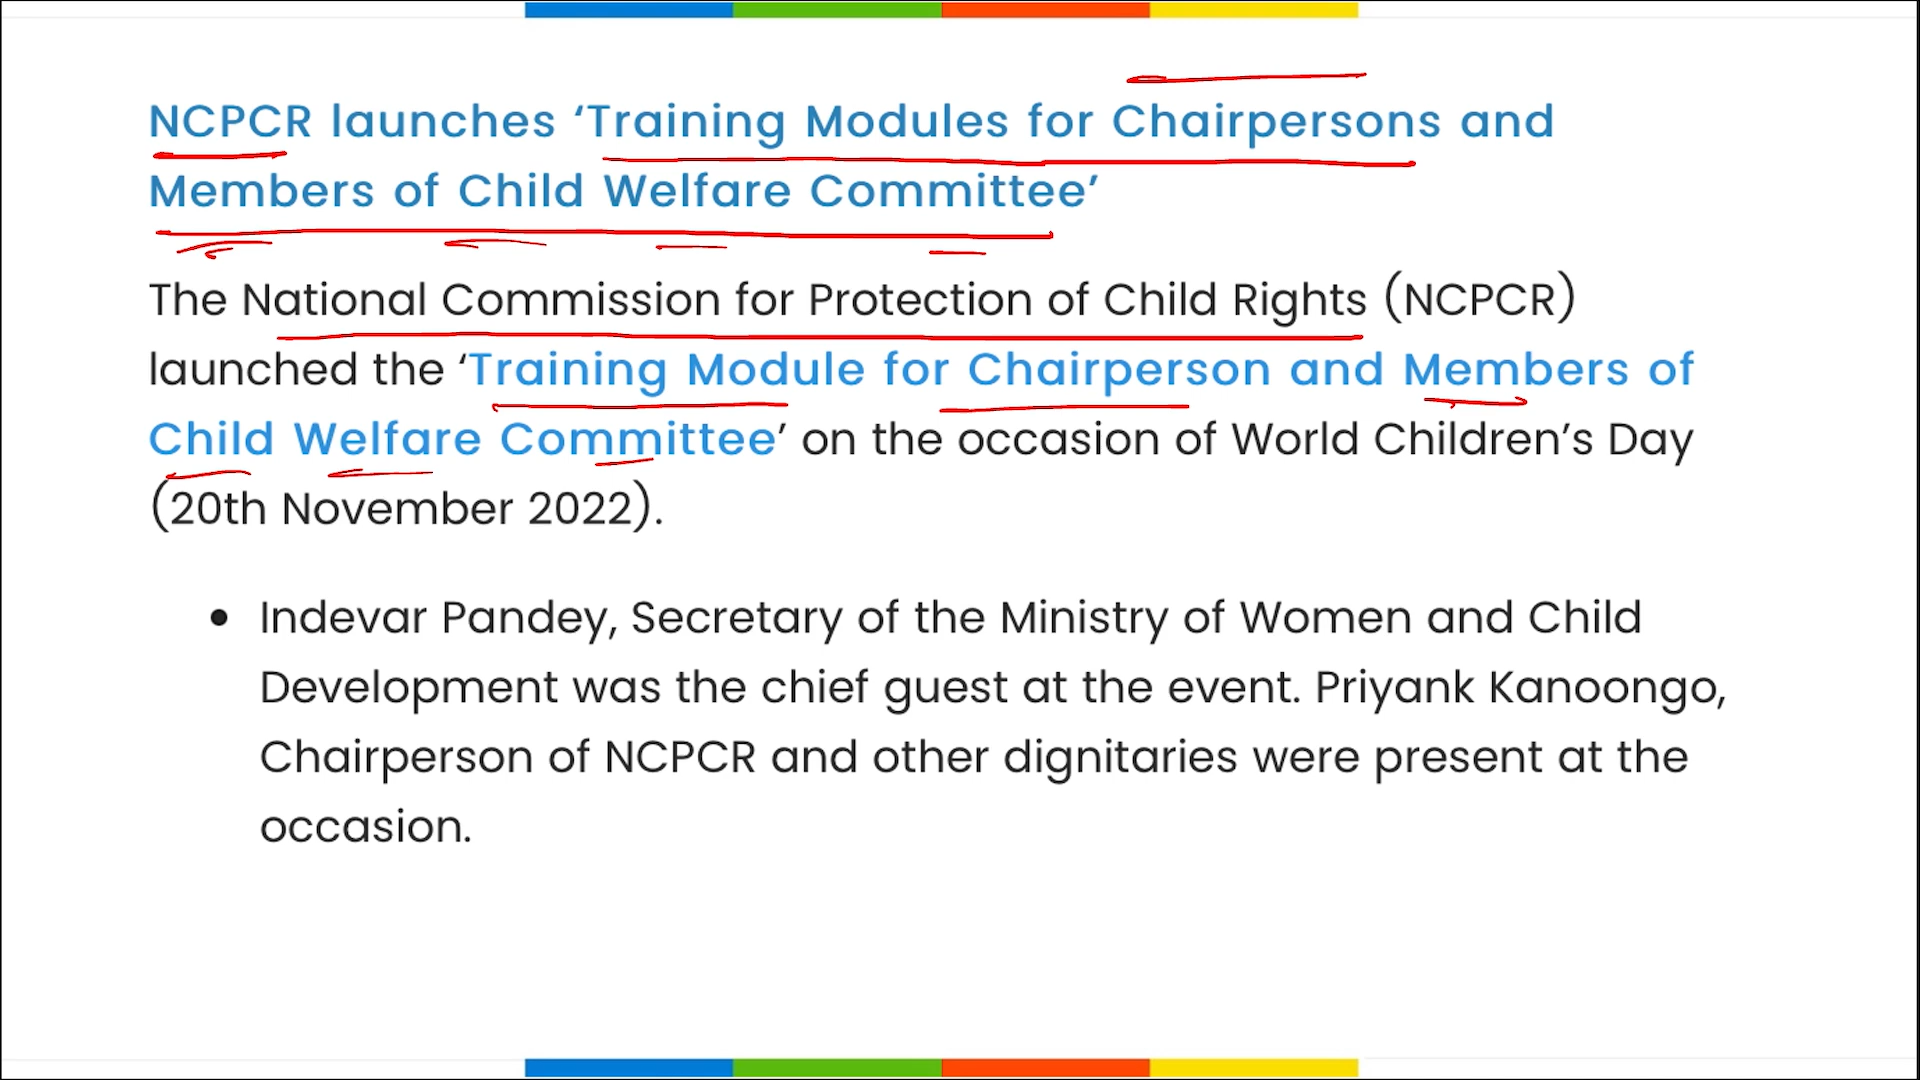 NCPCR launches ‘Training Modules for Chairpersons and
Members of Child Welfare Committee’
The National Commission for Protection of Child Rights (NCPCR)
launched the ‘Training Module for Chairperson and Members of
Child Welfare Committee’ on the occasion of World Children’s Day
(20th November 2022).
• Indevar Pandey, Secretary of the Ministry of Women and Child
Development was the chief guest at the event. Priyank Kanoongo,
Chairperson of NCPCR and other dignitaries were present at the
occasion.